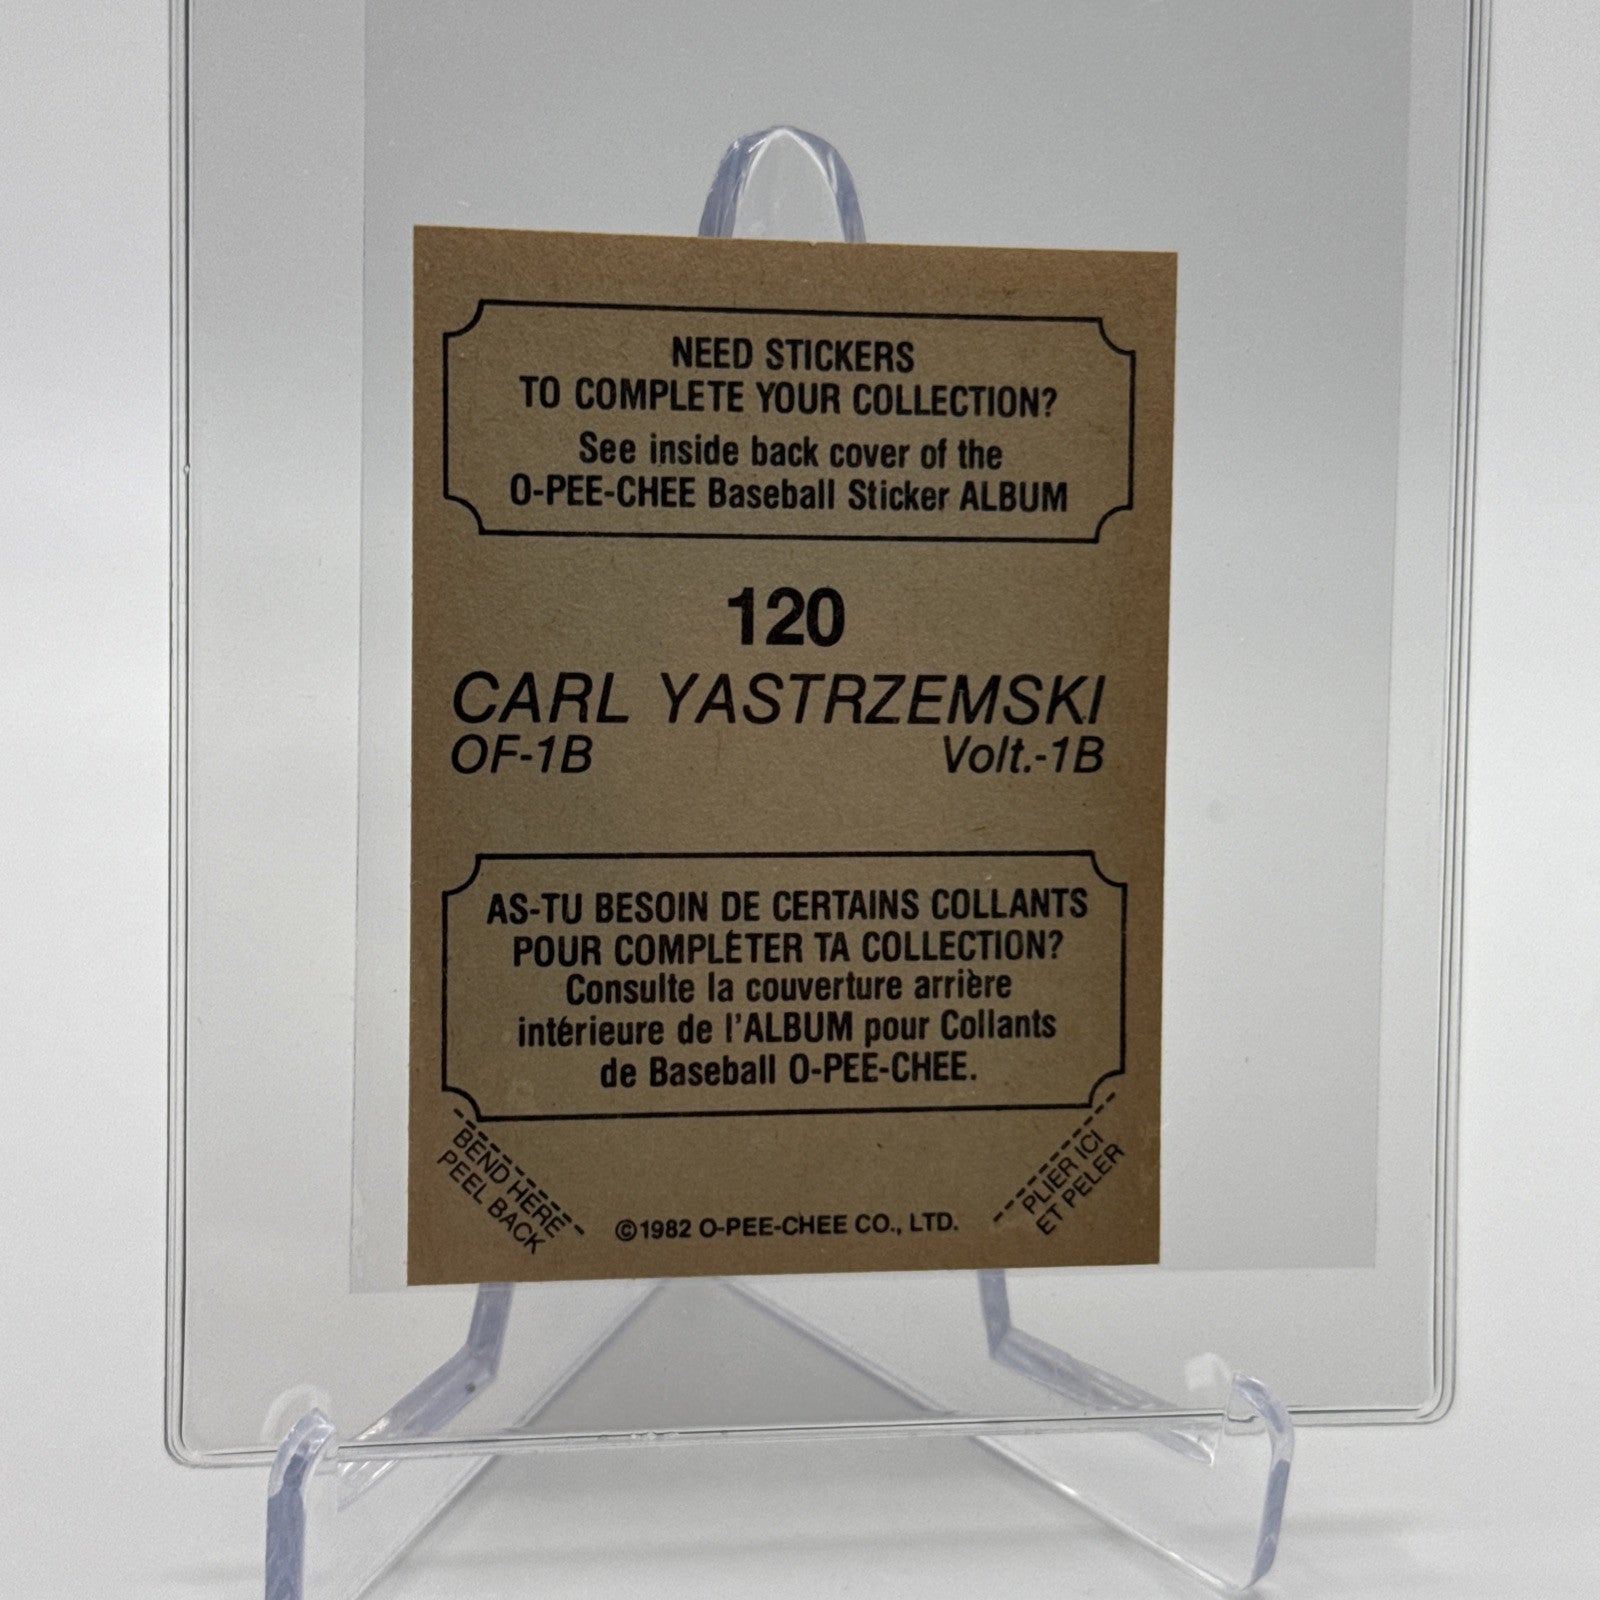 NEED STICKERS
TO COMPLETE YOUR COLLECTION?
See inside back cover of the
O-PEE-CHEE Baseball Sticker ALBUM
120
CARL YASTRZEMSKI
OF-1B Volt.-1B
AS-TU BESOIN DE CERTAINS COLLANTS
POUR COMPLÉTER TA COLLECTION?
Consulte la couverture arrière
intérieure de l'ALBUM pour Collants
de Baseball O-PEE-CHEE.
BEND HERE
PEEL BACK
©1982 O-PEE-CHEE CO., LTD.
PLIER ICI
ET PELER